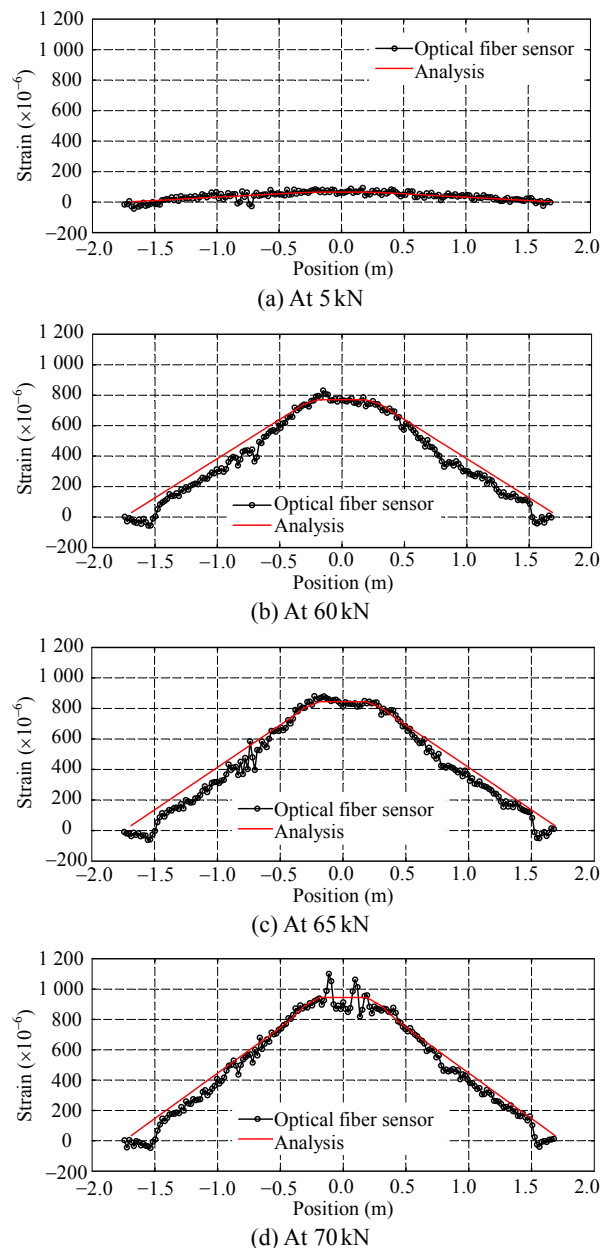 1 200
1 000
800
600
400
200
0
−200
Strain (×10−6)
Optical fiber sensor
Analysis
−2.0 −1.5 −1.0 −0.5 0.0 0.5 1.0 1.5 2.0
Position (m)
(a) At 5 kN
1 200
1 000
800
600
400
200
0
−200
Strain (×10−6)
Optical fiber sensor
Analysis
−2.0 −1.5 −1.0 −0.5 0.0 0.5 1.0 1.5 2.0
Position (m)
(b) At 60 kN
1 200
1 000
800
600
400
200
0
−200
Strain (×10−6)
Optical fiber sensor
Analysis
−2.0 −1.5 −1.0 −0.5 0.0 0.5 1.0 1.5 2.0
Position (m)
(c) At 65 kN
1 200
1 000
800
600
400
200
0
−200
Strain (×10−6)
Optical fiber sensor
Analysis
−2.0 −1.5 −1.0 −0.5 0.0 0.5 1.0 1.5 2.0
Position (m)
(d) At 70 kN